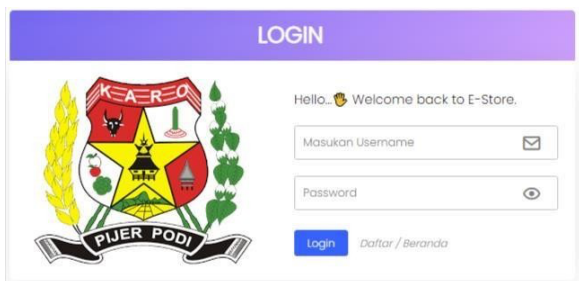 LOGIN
KARO
PIJER PODI
Hello...👋 Welcome back to E-Store.
Masukan Username
Password
Login Daftar / Beranda